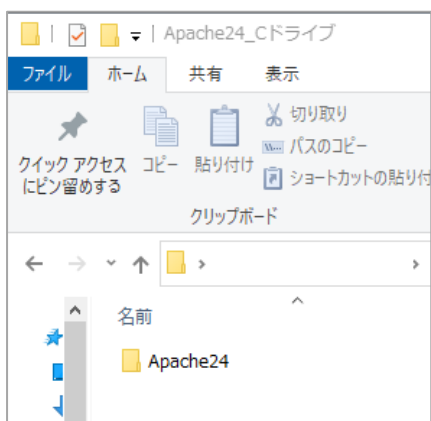 Apache24_Cドライブ
ファイル ホーム 共有 表示
クイック アクセス
にピン留めする
コピー
貼り付け
切り取り
パスのコピー
ショートカットの貼り付
クリップボード
名前
Apache24